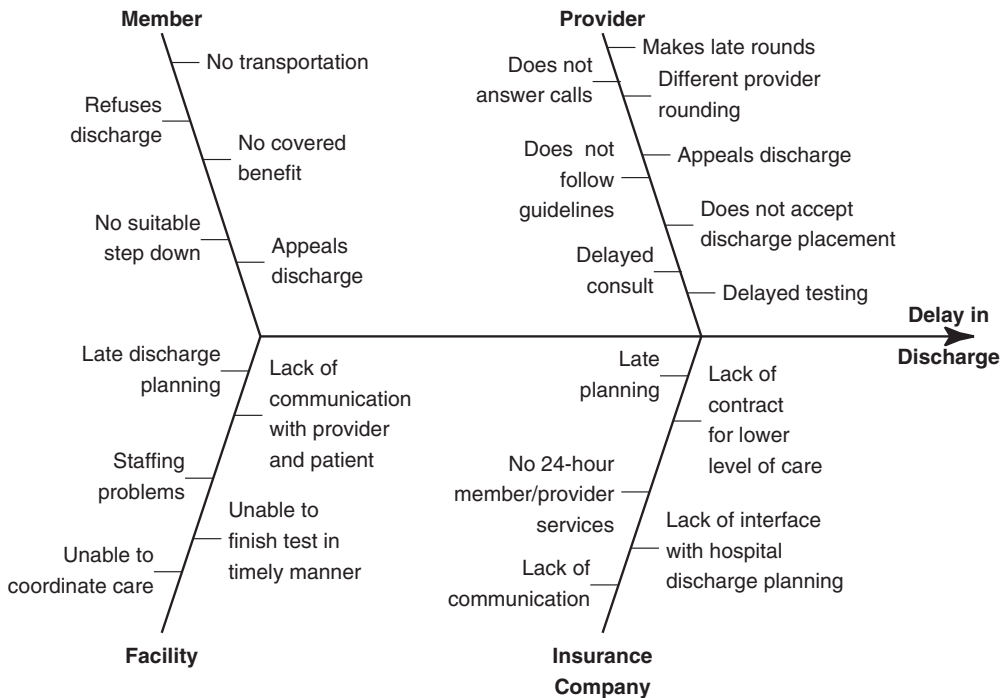 Member
No transportation
Refuses
discharge
No covered
benefit
No suitable
step down
Appeals
discharge
Provider
Makes late rounds
Does not
answer calls
Different provider
rounding
Does not
follow
guidelines
Appeals discharge
Does not accept
discharge placement
Delayed
consult
Delayed testing
Delay in
Discharge
Late discharge
planning
Lack of
communication
with provider
and patient
Staffing
problems
Unable to
finish test in
timely manner
Unable to
coordinate care
Facility
Late
planning
Lack of
contract
for lower
level of care
No 24-hour
member/provider
services
Lack of interface
with hospital
discharge planning
Lack of
communication
Insurance
Company